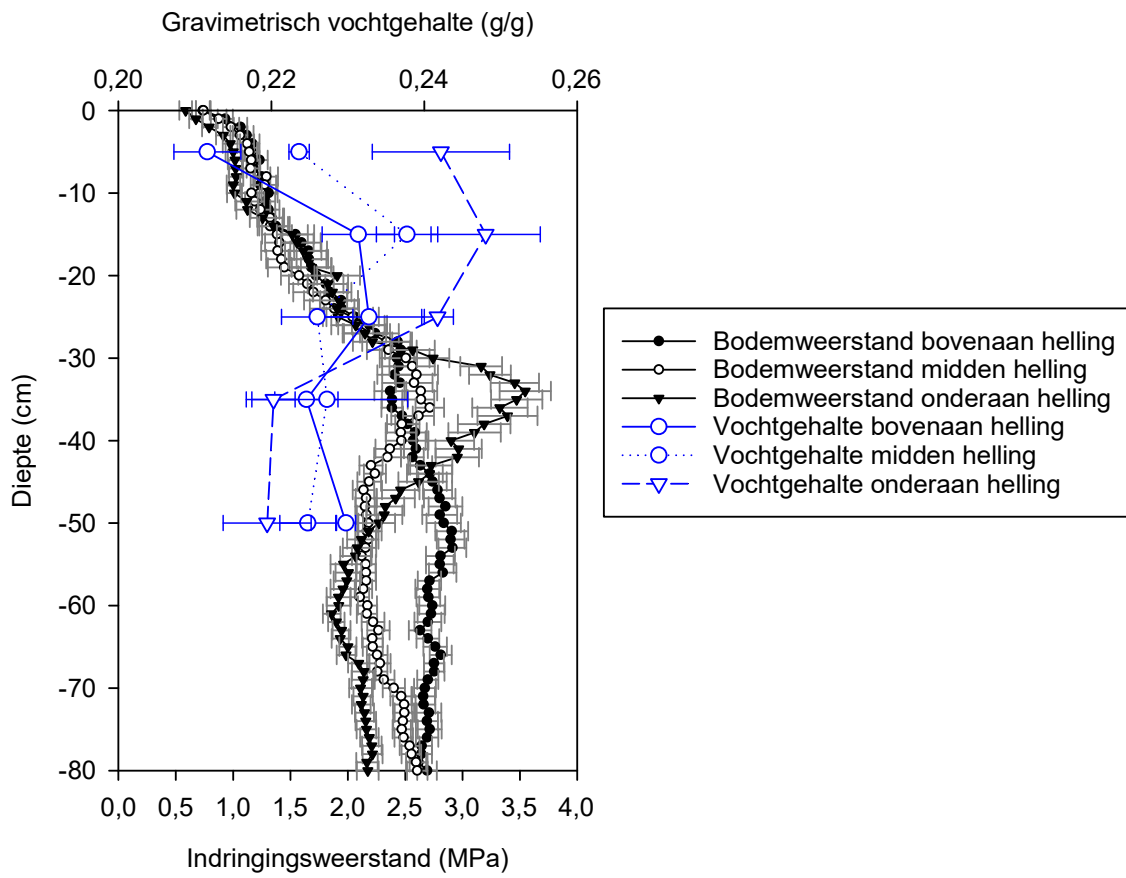 Gravimetrisch vochtgehalte (g/g)
0,20 0,22 0,24 0,26
0
-10
-20
-30
-40
-50
-60
-70
-80
Diepte (cm)
0,0 0,5 1,0 1,5 2,0 2,5 3,0 3,5 4,0
Indringingsweerstand (MPa)
Bodemweerstand bovenaan helling
Bodemweerstand midden helling
Bodemweerstand onderaan helling
Vochtgehalte bovenaan helling
Vochtgehalte midden helling
Vochtgehalte onderaan helling